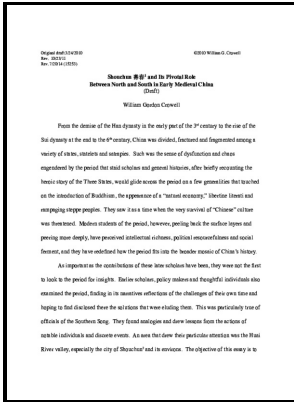 Original draft 3/24/2010 ©2010 William G. Crowell
Rev. 10/23/11
Rev. 7/20/14 (15253)
Shouchun 壽春¹ and Its Pivotal Role
Between North and South in Early Medieval China
(Draft)
William Gordon Crowell
From the demise of the Han dynasty in the early part of the 3rd century to the rise of the
Sui dynasty at the end to the 6th century, China was divided, fractured and fragmented among a
variety of states, statelets and satrapies. Such was the sense of dysfunction and chaos
engendered by the period that staid scholars and general histories, after briefly recounting the
heroic story of the Three States, would glide across the period on a few generalities that touched
on the introduction of Buddhism, the appearance of a “natural economy,” libertine literati and
rampaging steppe peoples. They saw it as a time when the very survival of “Chinese” culture
was threatened. Modern students of the period, however, peeling back the surface layers and
peering more deeply, have perceived intellectual richness, political resourcefulness and social
ferment, and they have redefined how the period fits into the broader mosaic of China’s history.
As important as the contributions of these later scholars have been, they were not the first
to look to the period for insights. Earlier scholars, policy makers and thoughtful individuals also
examined the period, finding in its narratives reflections of the challenges of their own time and
hoping to find disclosed there the solutions that were eluding them. This was particularly true of
officials of the Southern Song. They found analogies and drew lessons from the actions of
notable individuals and discrete events. An area that drew their particular attention was the Huai
River valley, especially the city of Shouchun and its environs. The objective of this essay is to